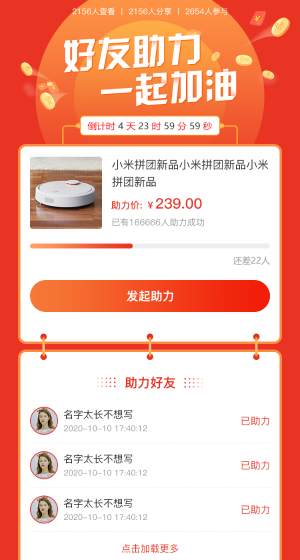 2156人查看 | 2156人分享 | 2654人参与
好友助力
一起加油
倒计时 4 天 23 时 59 分 59 秒
小米拼团新品小米拼团新品小米
拼团新品
助力价: ¥239.00
已有166666人助力成功
还差22人
发起助力
助力好友
名字太长不想写
2020-10-10 17:40:12
已助力
名字太长不想写
2020-10-10 17:40:12
已助力
名字太长不想写
2020-10-10 17:40:12
已助力
点击加载更多